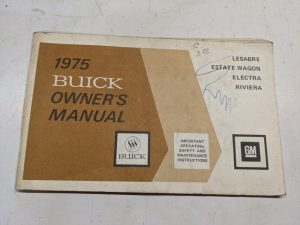 1975
BUICK
OWNER'S
MANUAL
LESABRE
ESTATE WAGON
ELECTRA
RIVIERA
BUICK
IMPORTANT
OPERATING,
SAFETY AND
MAINTENANCE
INSTRUCTIONS
GM